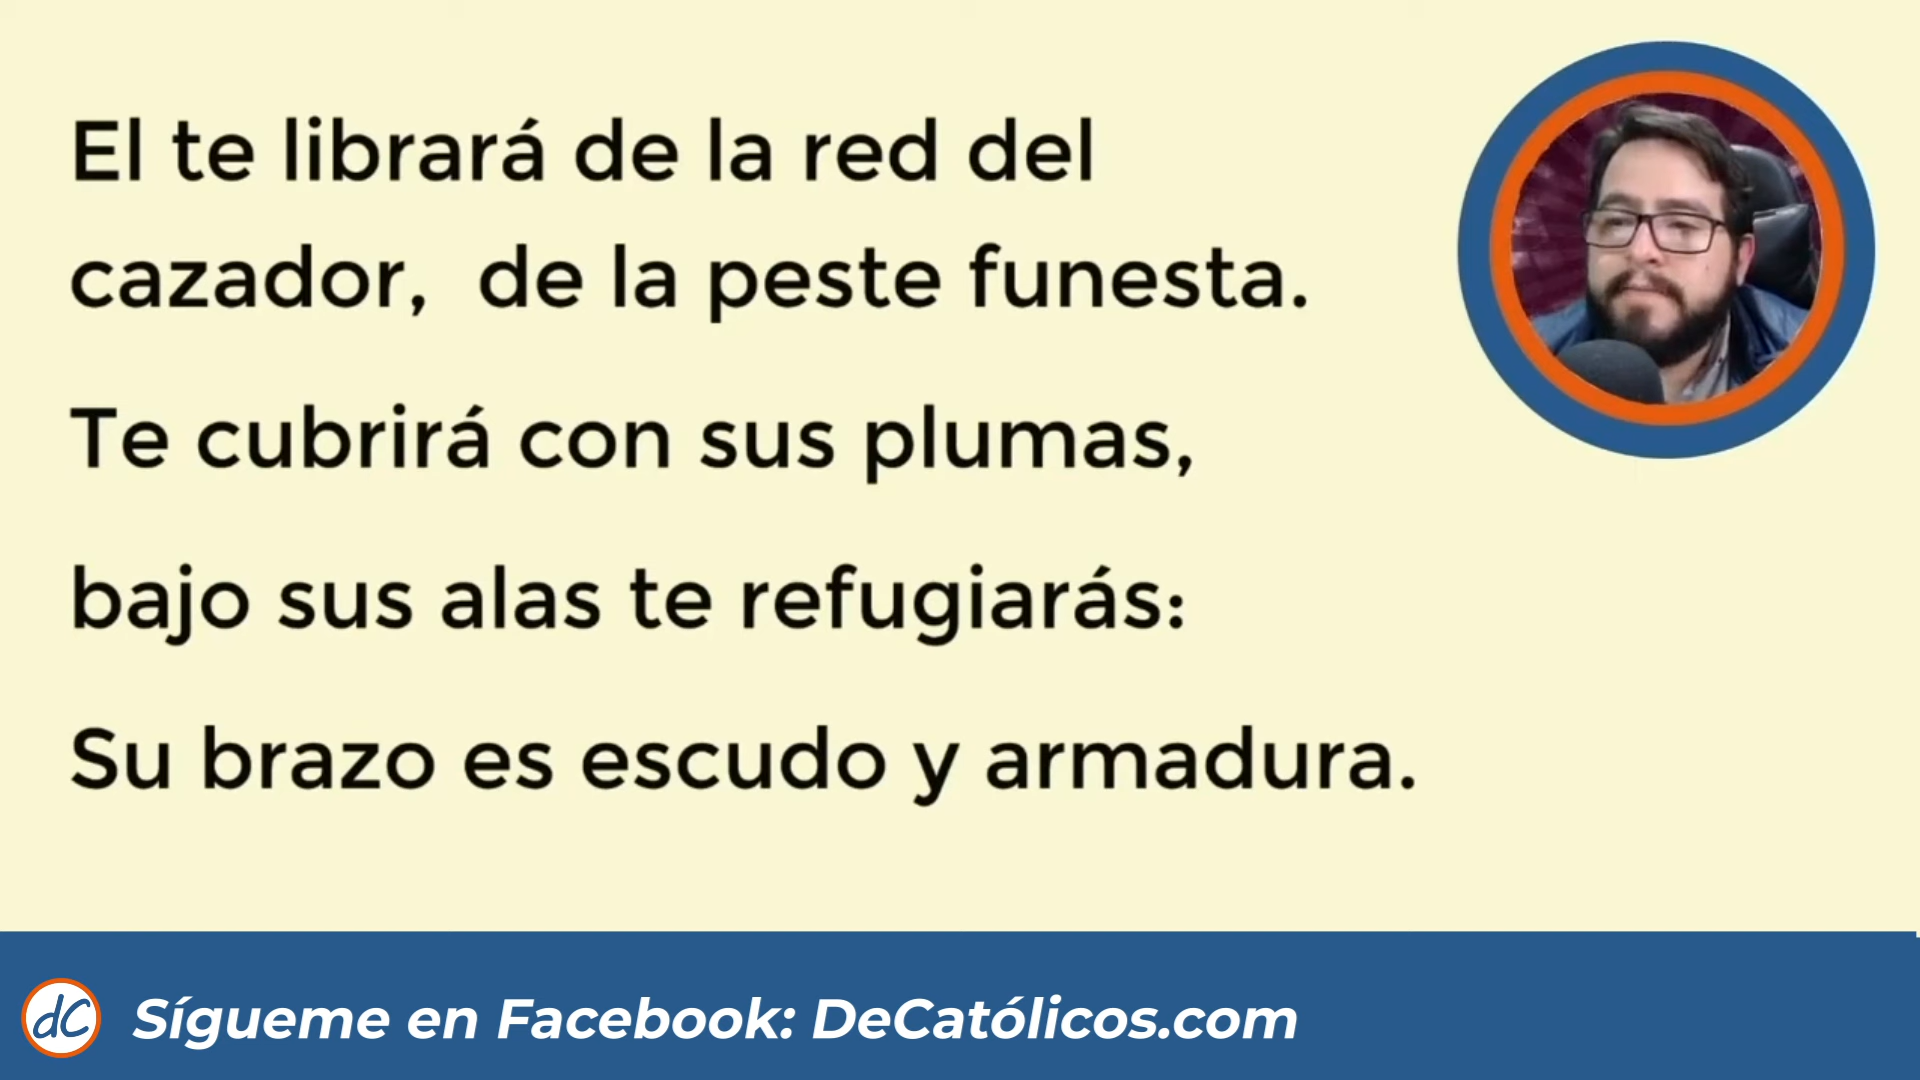 El te librará de la red del
cazador,  de la peste funesta.
Te cubrirá con sus plumas,
bajo sus alas te refugiarás:
Su brazo es escudo y armadura.
dC Sígueme en Facebook: DeCatólicos.com